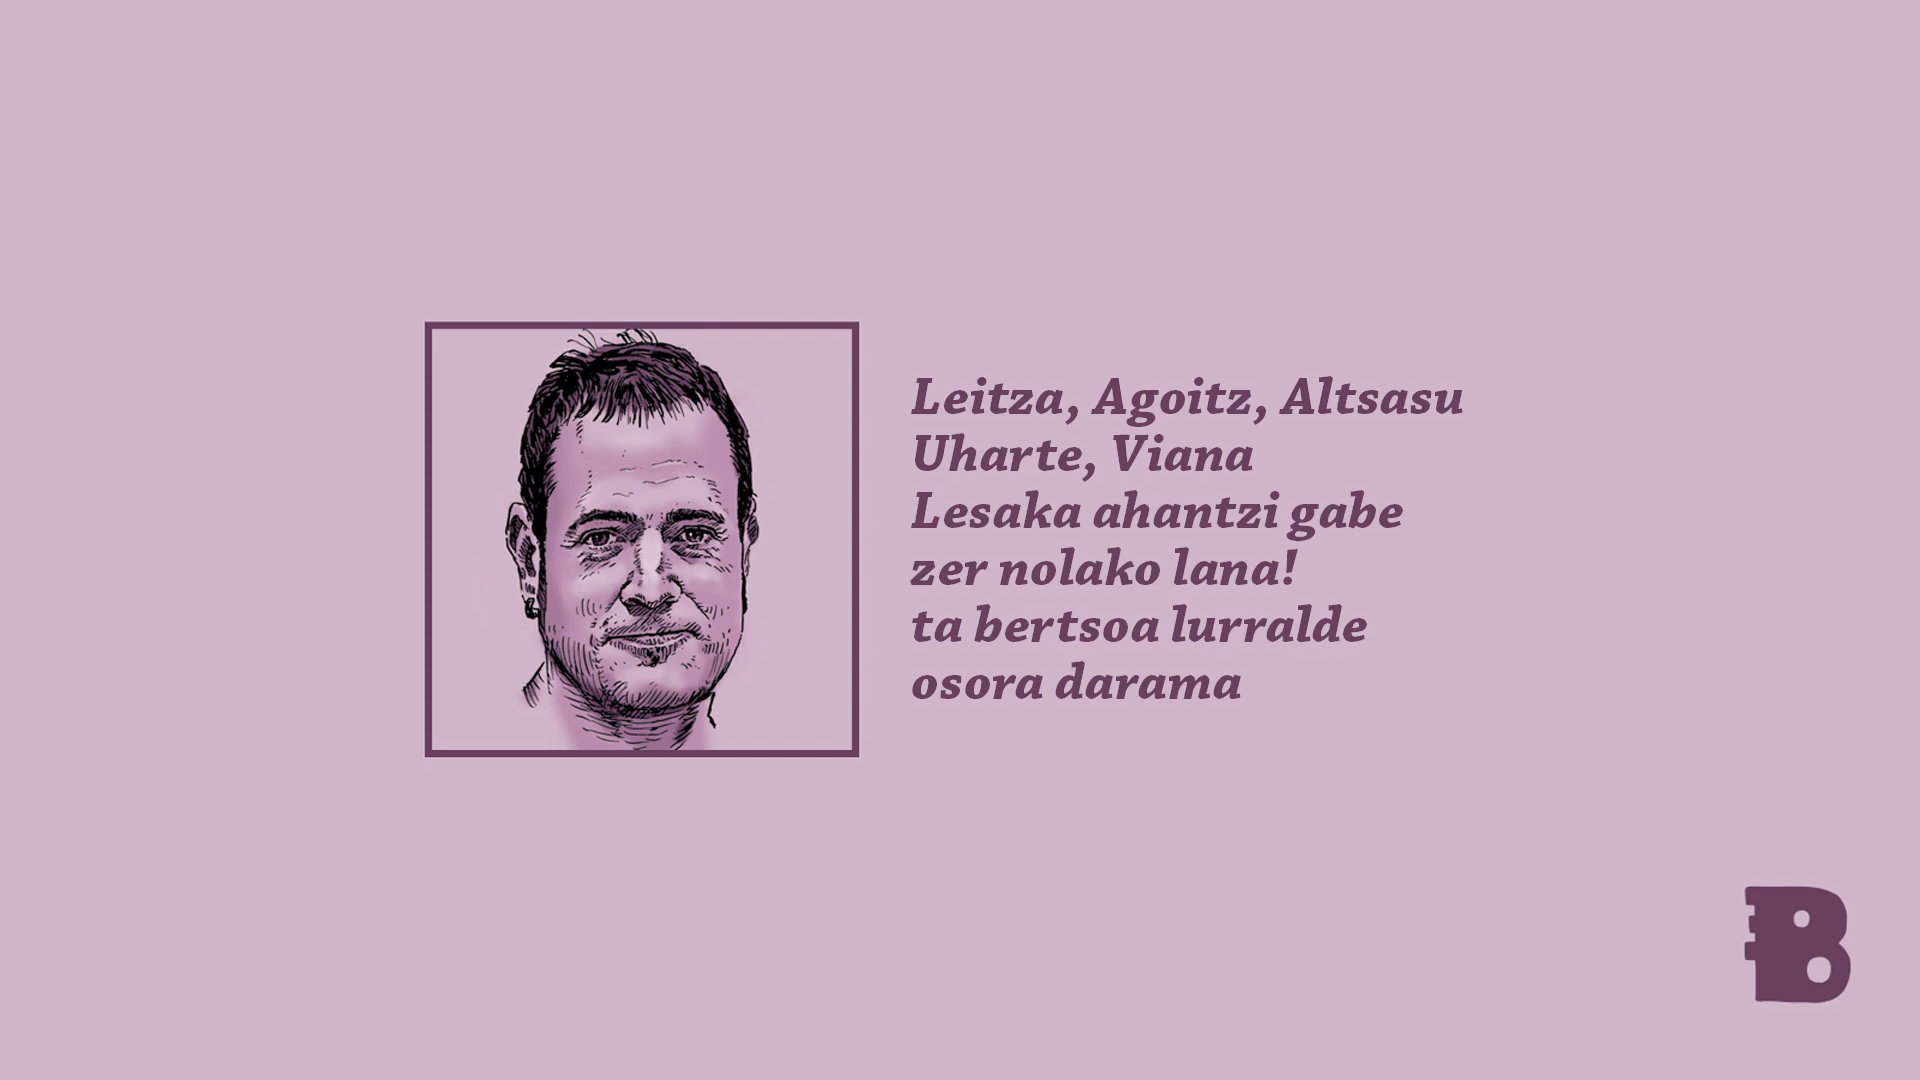 Leitza, Agoitz, Altsasu
Uharte, Viana
Lesaka ahantzi gabe
zer nolako lana!
ta bertsoa lurralde
osora darama
B